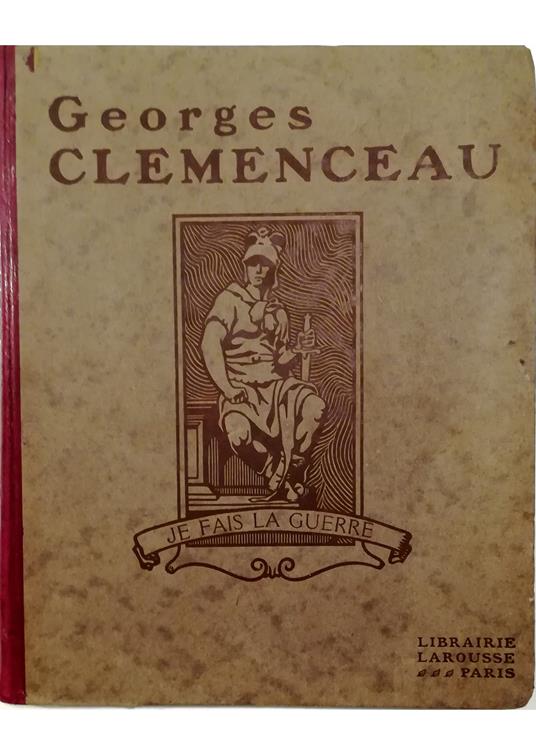 Georges
CLEMENCEAU
JE FAIS LA GUERRE
LIBRAIRIE
LAROUSSE
PARIS